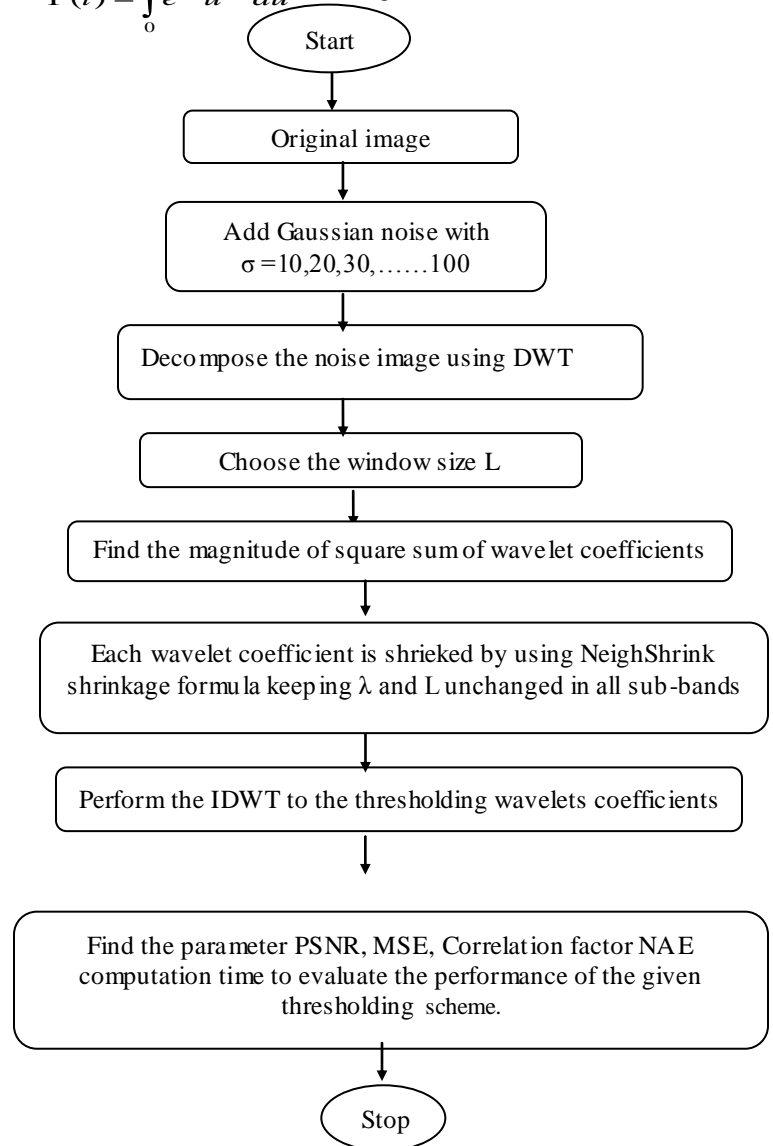 Start
Original image
Add Gaussian noise with
σ =10,20,30,……100
Decompose the noise image using DWT
Choose the window size L
Find the magnitude of square sum of wavelet coefficients
Each wavelet coefficient is shrieked by using NeighShrink
shrinkage formula keeping λ and L unchanged in all sub-bands
Perform the IDWT to the thresholding wavelets coefficients
Find the parameter PSNR, MSE, Correlation factor NAE
computation time to evaluate the performance of the given
thresholding scheme.
Stop